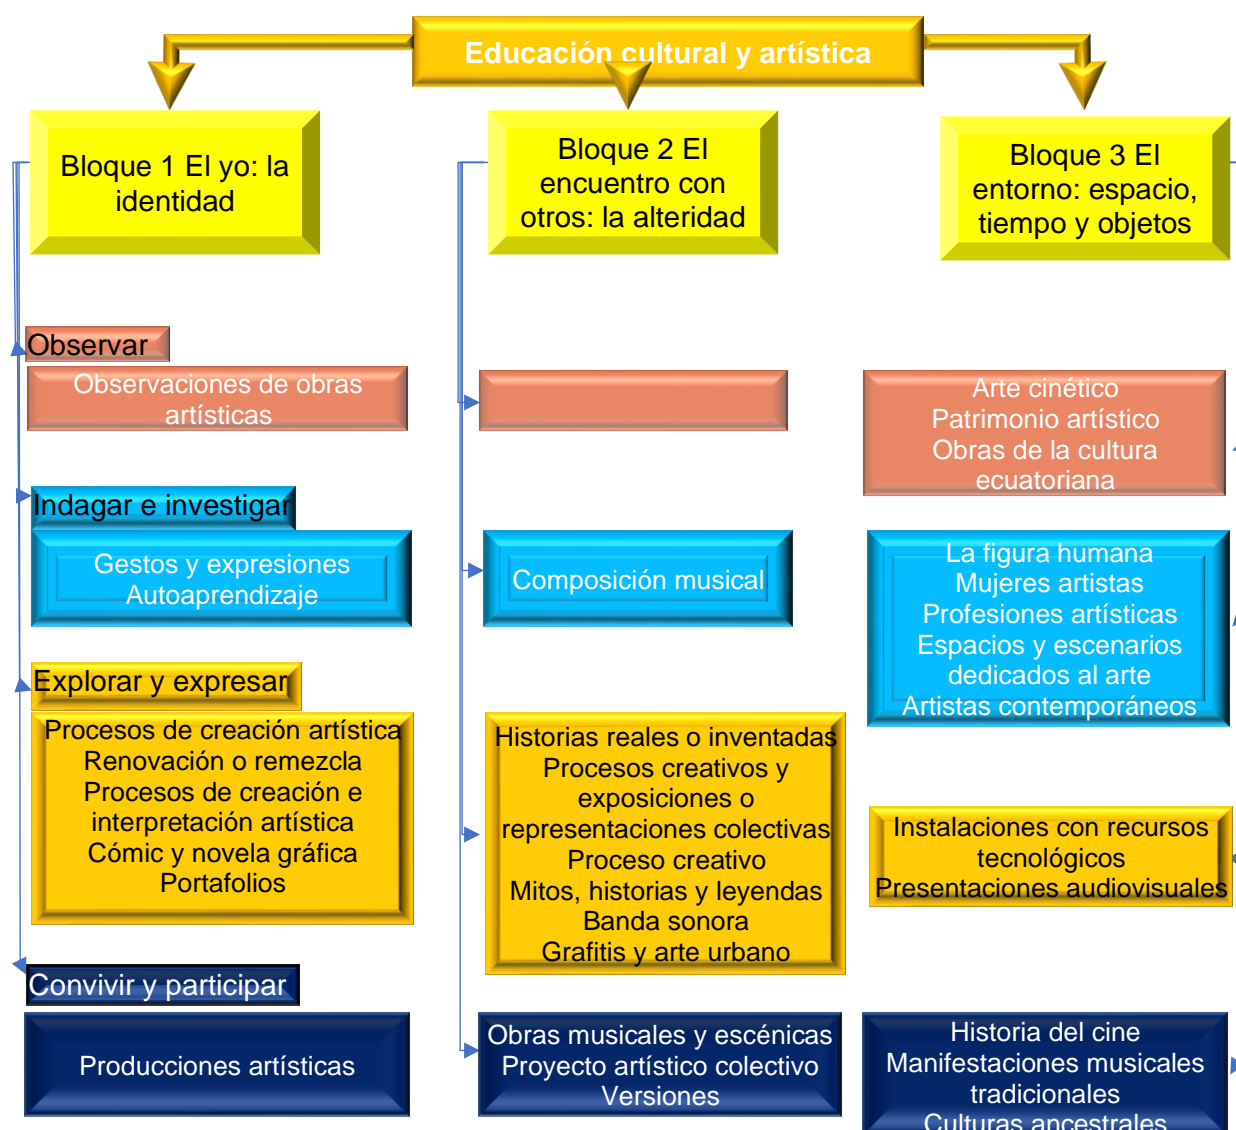 Educación cultural y artística
Bloque 1 El yo: la
identidad
Bloque 2 El
encuentro con
otros: la alteridad
Bloque 3 El
entorno: espacio,
tiempo y objetos
Observar
Observaciones de obras
artísticas
Arte cinético
Patrimonio artístico
Obras de la cultura
ecuatoriana
Indagar e investigar
Gestos y expresiones
Autoaprendizaje
Composición musical
La figura humana
Mujeres artistas
Profesiones artísticas
Espacios y escenarios
dedicados al arte
Artistas contemporáneos
Explorar y expresar
Procesos de creación artística
Renovación o remezcla
Procesos de creación e
interpretación artística
Cómic y novela gráfica
Portafolios
Historias reales o inventadas
Procesos creativos y
exposiciones o
representaciones colectivas
Proceso creativo
Mitos, historias y leyendas
Banda sonora
Grafitis y arte urbano
Instalaciones con recursos
tecnológicos
Presentaciones audiovisuales
Convivir y participar
Producciones artísticas
Obras musicales y escénicas
Proyecto artístico colectivo
Versiones
Historia del cine
Manifestaciones musicales
tradicionales
Culturas ancestrales